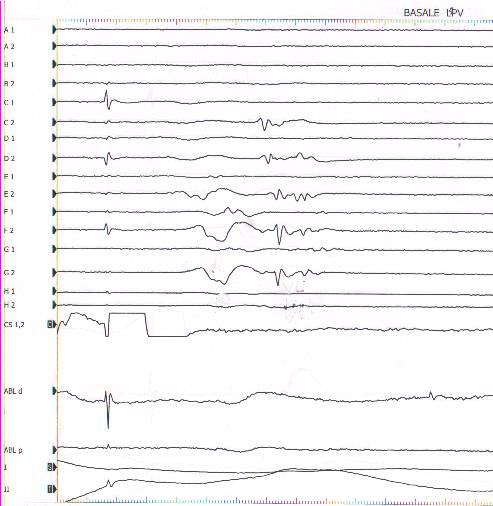 BASALE LSPV
A 1
A 2
B 1
B 2
C 1
C 2
D 1
D 2
E 1
E 2
F 1
F 2
G 1
G 2
H 1
H 2
CS 1,2
ABL d
ABL p
I
II